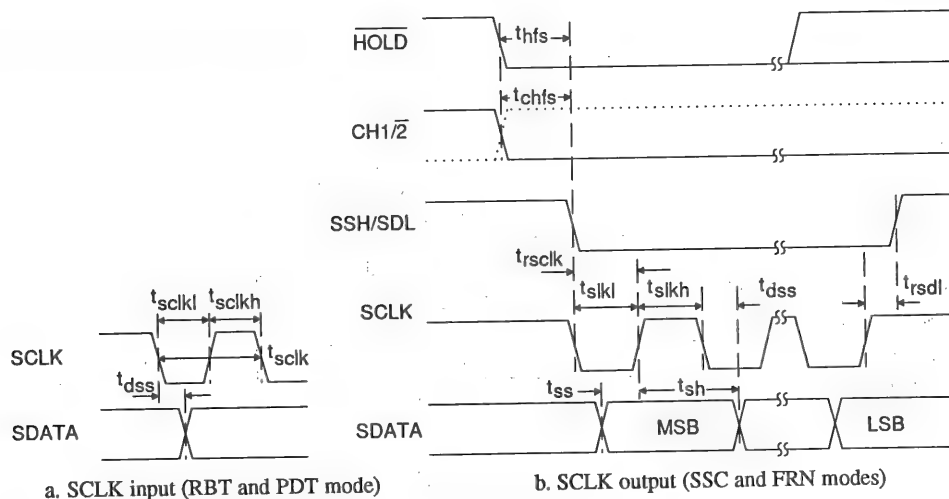 HOLD
thfs
tchfs
CH1/2
SSH/SDL
trsclk
tslkl
tslkh
tdss
trsdl
SCLK
tss
tsh
SDATA
MSB
LSB
tsclkl
tsclkh
SCLK
tsclk
tdss
SDATA
a. SCLK input (RBT and PDT mode)
b. SCLK output (SSC and FRN modes)